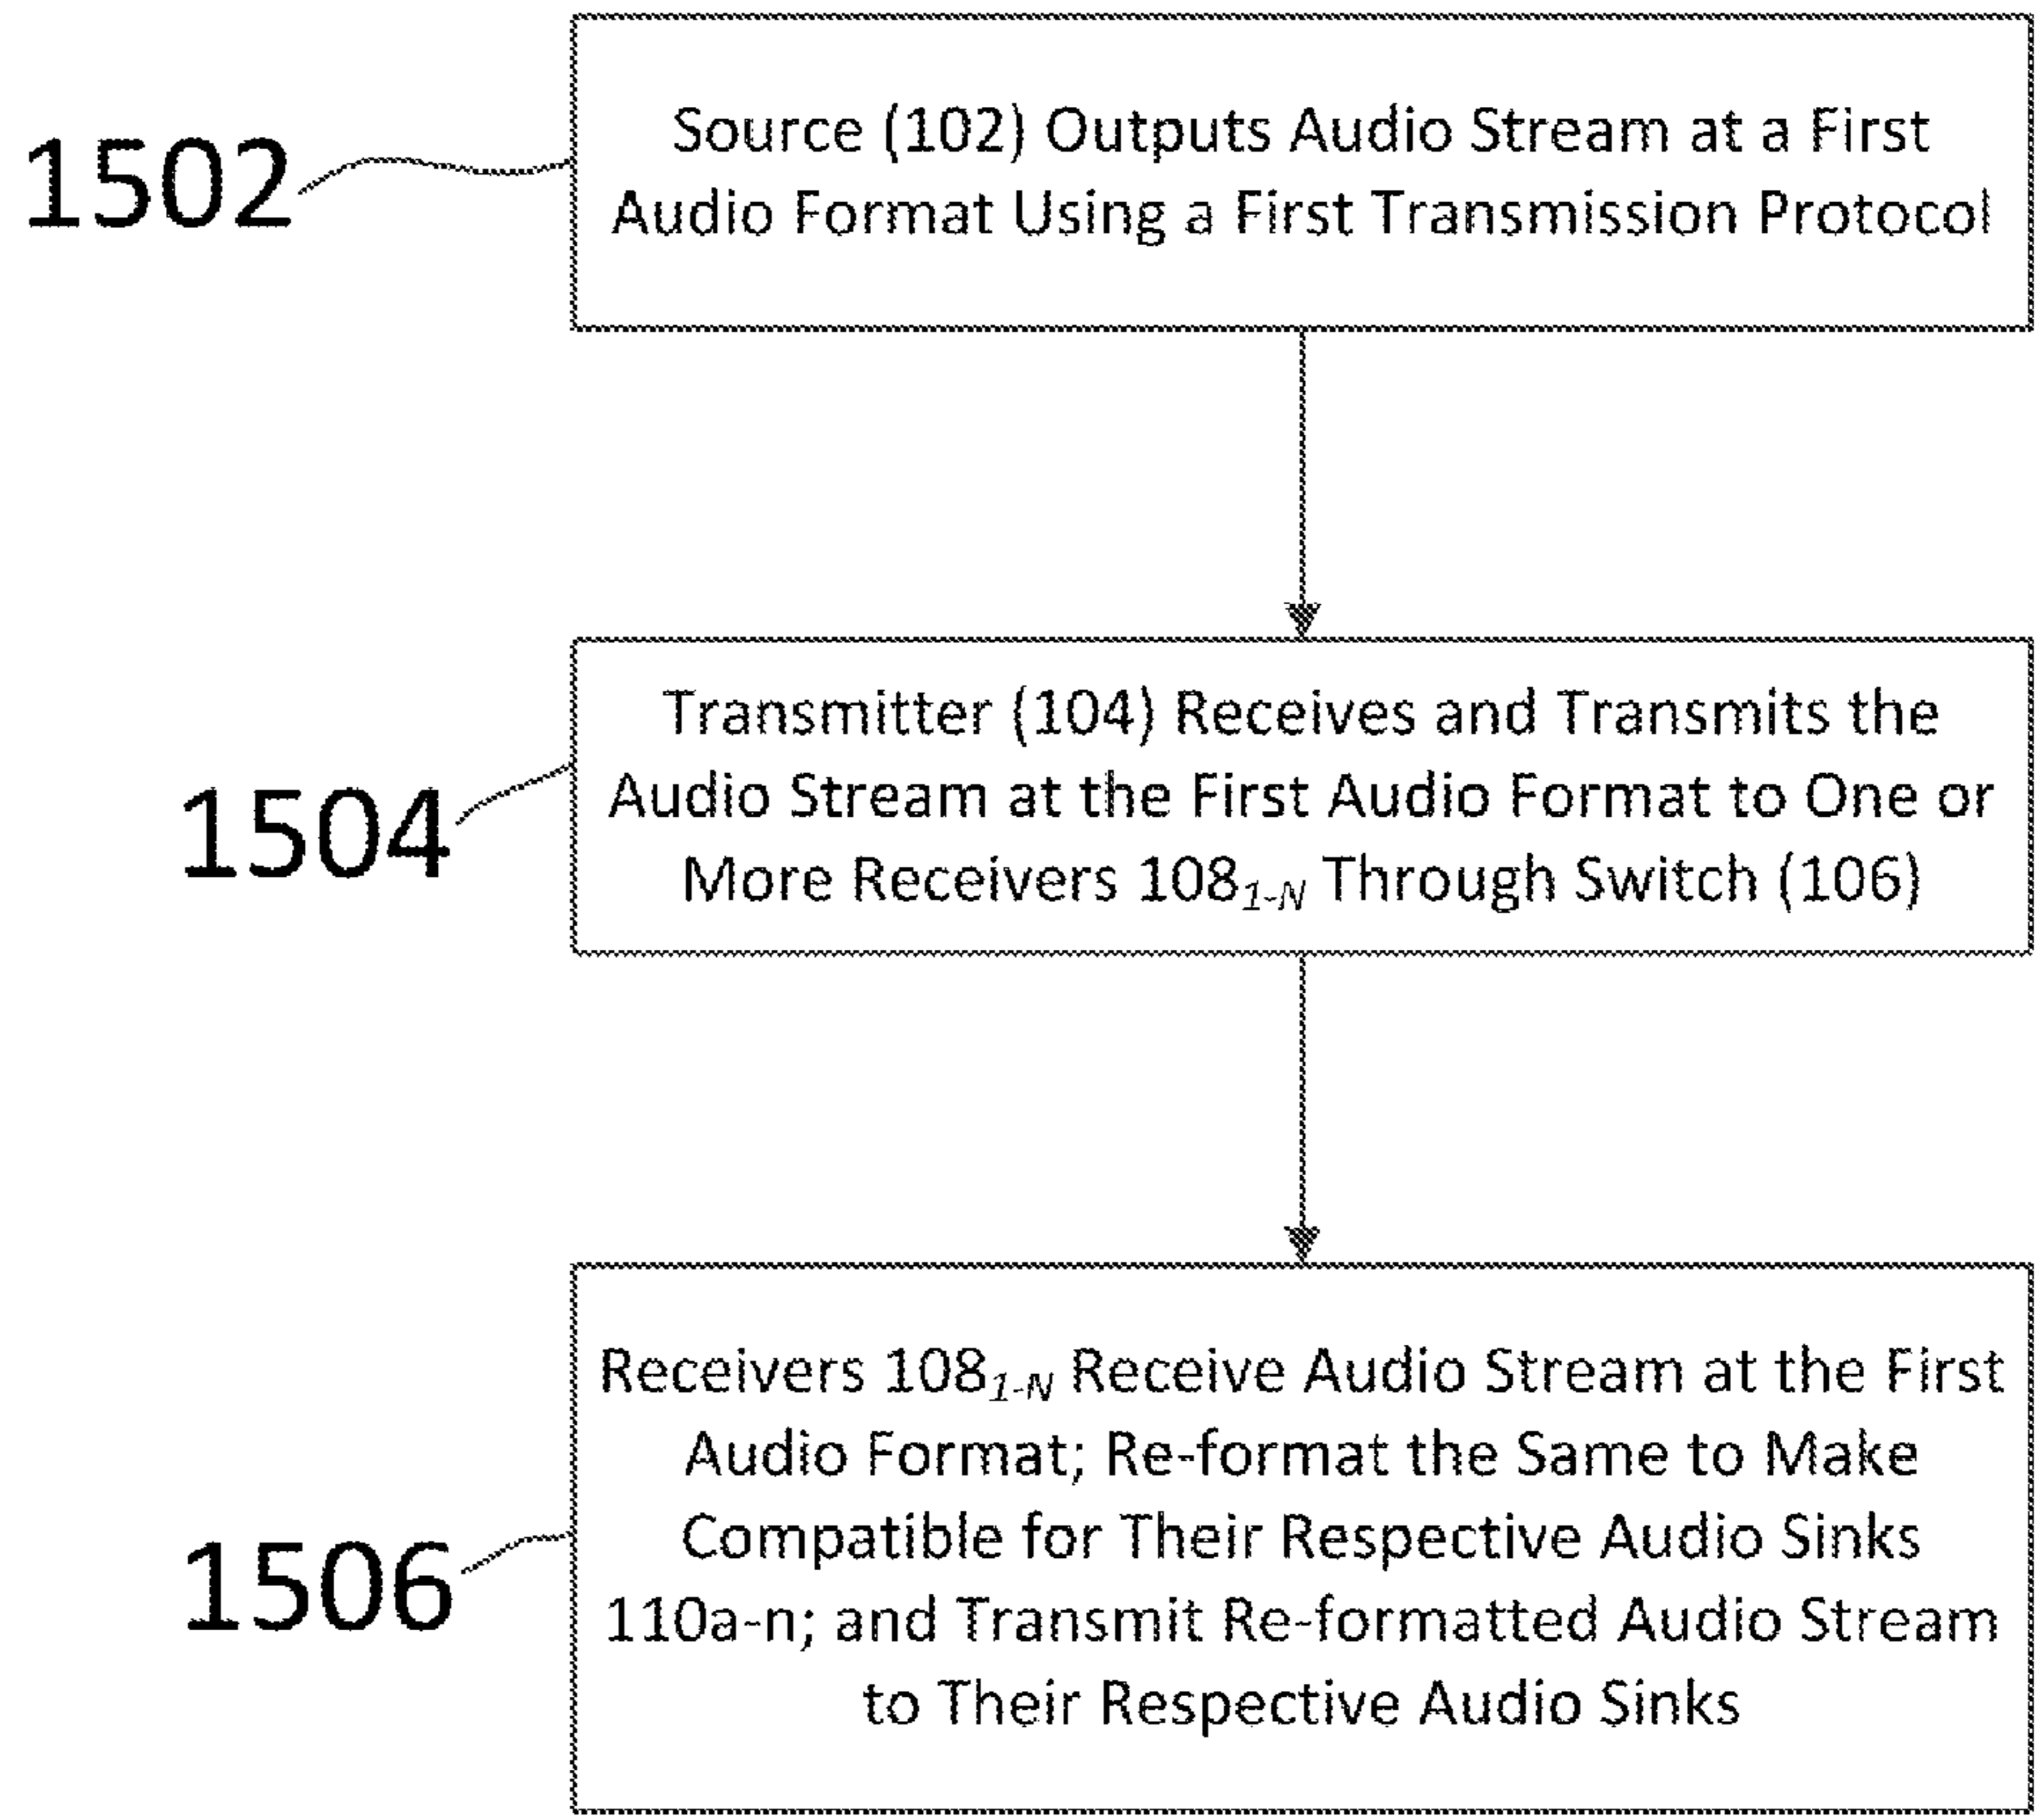 1502
Source (102) Outputs Audio Stream at a First
Audio Format Using a First Transmission Protocol
1504
Transmitter (104) Receives and Transmits the
Audio Stream at the First Audio Format to One or
More Receivers 108₁₋N Through Switch (106)
1506
Receivers 108₁₋N Receive Audio Stream at the First
Audio Format; Re-format the Same to Make
Compatible for Their Respective Audio Sinks
110a-n; and Transmit Re-formatted Audio Stream
to Their Respective Audio Sinks